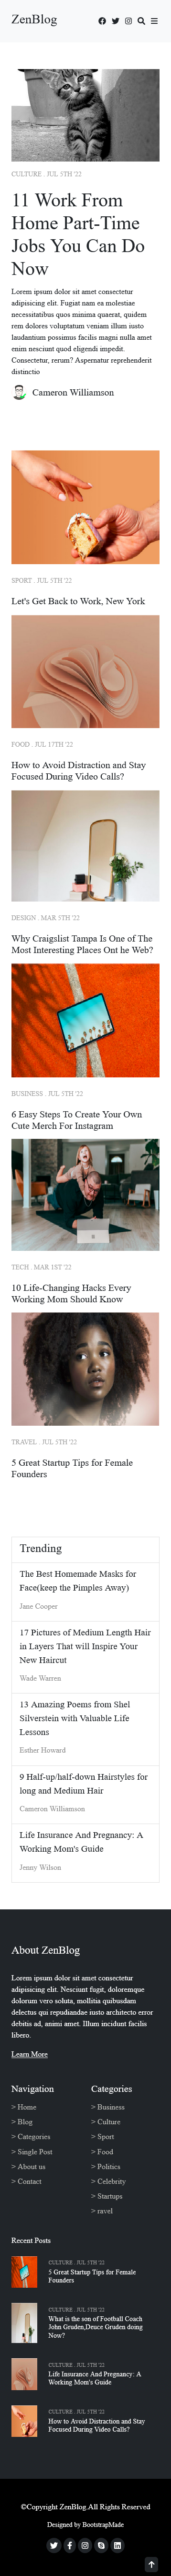 ZenBlog
CULTURE . JUL 5TH '22
11 Work From
Home Part-Time
Jobs You Can Do
Now
Lorem ipsum dolor sit amet consectetur
adipisicing elit. Fugiat nam ea molestiae
necessitatibus quos minima quaerat, quidem
rem dolores voluptatum veniam illum iusto
laudantium possimus facilis magni nulla amet
enim nesciunt quod eligendi impedit.
Consectetur, rerum? Aspernatur reprehenderit
distinctio
Cameron Williamson
SPORT . JUL 5TH '22
Let's Get Back to Work, New York
FOOD . JUL 17TH '22
How to Avoid Distraction and Stay
Focused During Video Calls?
DESIGN . MAR 5TH '22
Why Craigslist Tampa Is One of The
Most Interesting Places Ont he Web?
BUSINESS . JUL 5TH '22
6 Easy Steps To Create Your Own
Cute Merch For Instagram
TECH . MAR 1ST '22
10 Life-Changing Hacks Every
Working Mom Should Know
TRAVEL . JUL 5TH '22
5 Great Startup Tips for Female
Founders
Trending
The Best Homemade Masks for
Face(keep the Pimples Away)
Jane Cooper
17 Pictures of Medium Length Hair
in Layers That will Inspire Your
New Haircut
Wade Warren
13 Amazing Poems from Shel
Silverstein with Valuable Life
Lessons
Esther Howard
9 Half-up/half-down Hairstyles for
long and Medium Hair
Cameron Williamson
Life Insurance And Pregnancy: A
Working Mom's Guide
Jenny Wilson
About ZenBlog
Lorem ipsum dolor sit amet consectetur
adipisicing elit. Nesciunt fugit, doloremque
dolorum vero soluta, mollitia quibusdam
delectus qui repudiandae iusto architecto error
debitis ad, animi amet. Illum incidunt facilis
libero.
Learn More
Navigation
Categories
> Home
> Business
> Blog
> Culture
> Categories
> Sport
> Single Post
> Food
> About us
> Politics
> Contact
> Celebrity
> Startups
> ravel
Recent Posts
CULTURE . JUL 5TH '22
5 Great Startup Tips for Female
Founders
CULTURE . JUL 5TH '22
What is the son of Football Coach
John Gruden,Deuce Gruden doing
Now?
CULTURE . JUL 5TH '22
Life Insurance And Pregnancy: A
Working Mom's Guide
CULTURE . JUL 5TH '22
How to Avoid Distraction and Stay
Focused During Video Calls?
©Copyright ZenBlog.All Rights Reserved
Designed by BootstrapMade